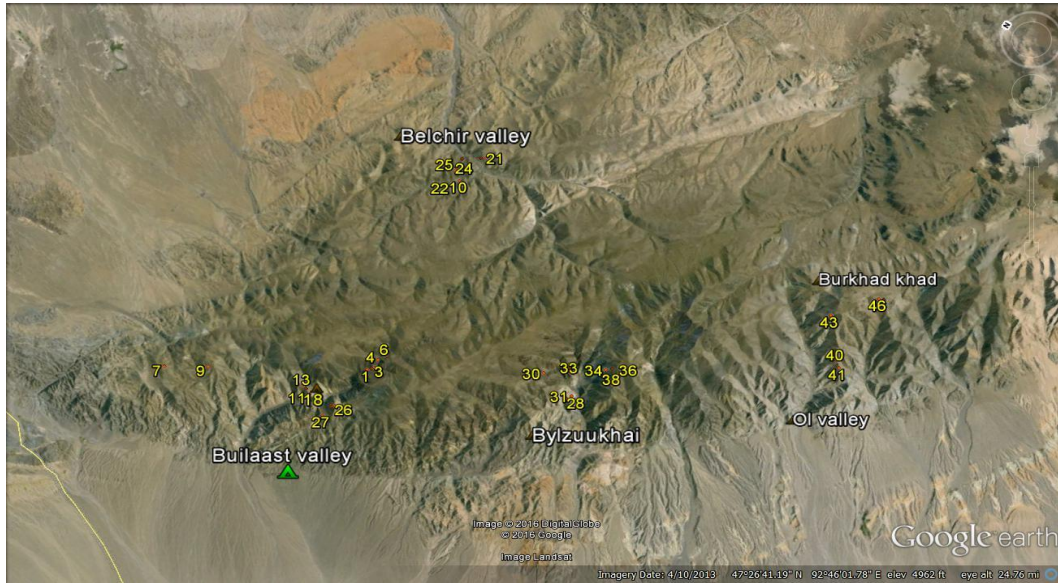 N
Belchir valley
25 24 21
22 10
Burkhad khad
46
43
6
4
40
7 9 1 3 30 33 34 36
13 38 41
11 18 31 28
26
27 Ol valley
Bylzuukhai
Builaast valley
Image © 2016 DigitalGlobe
© 2016 Google
Image Landsat
Google earth
Imagery Date: 4/10/2013 47°26'41.19" N 92°46'01.78" E elev 4962 ft eye alt 24.76 mi